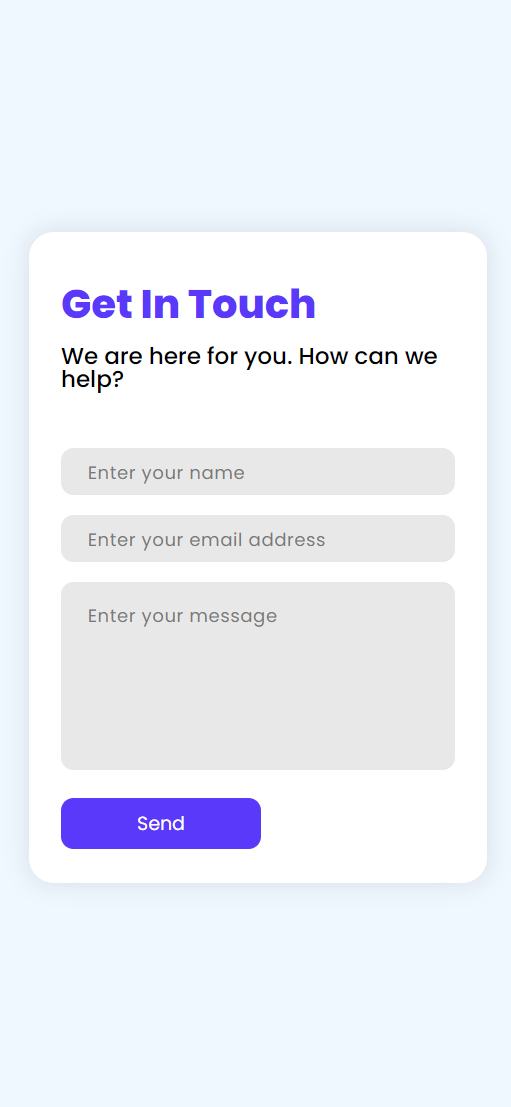 Get In Touch
We are here for you. How can we
help?
Enter your name
Enter your email address
Enter your message
Send